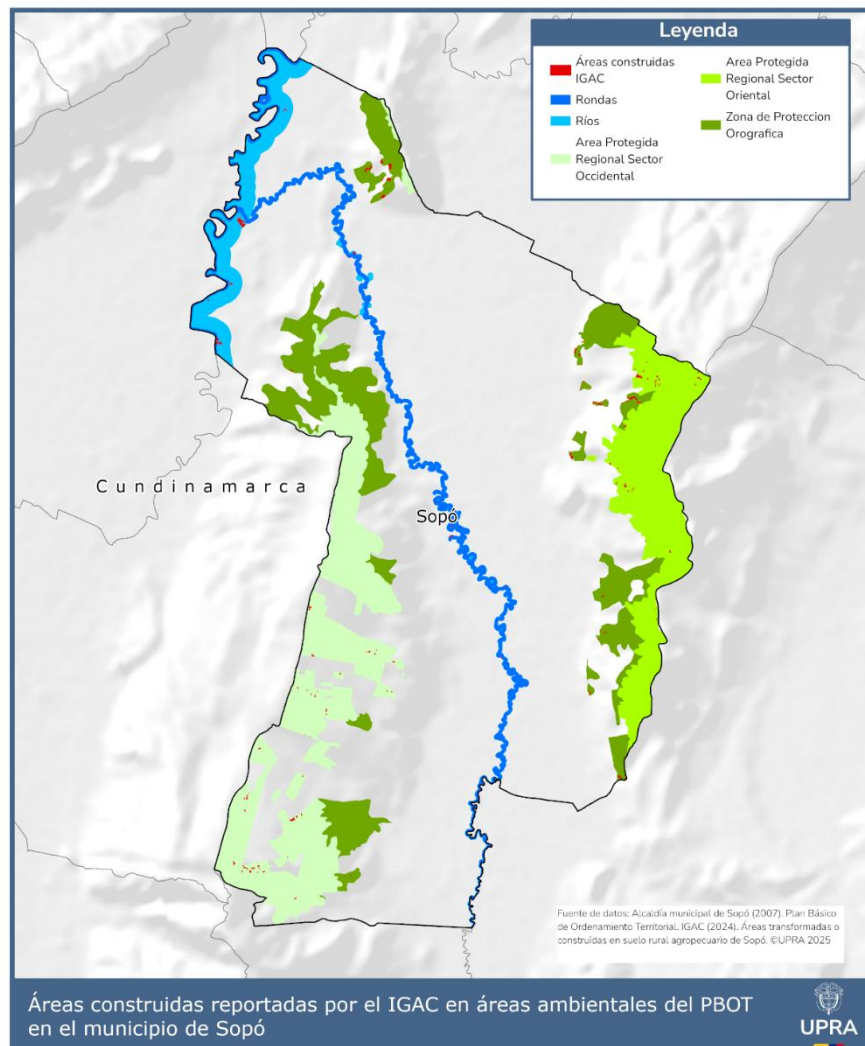 Leyenda
Áreas construidas
IGAC
Rondas
Ríos
Area Protegida
Regional Sector
Occidental
Area Protegida
Regional Sector
Oriental
Zona de Proteccion
Orografica
Cundinamarca
Sopó
Fuente de datos: Alcaldía municipal de Sopó (2007). Plan Básico
de Ordenamiento Territorial. IGAC (2024). Áreas transformadas o
construidas en suelo rural agropecuario de Sopó. ©UPRA 2025
Áreas construidas reportadas por el IGAC en áreas ambientales del PBOT
en el municipio de Sopó
UPRA